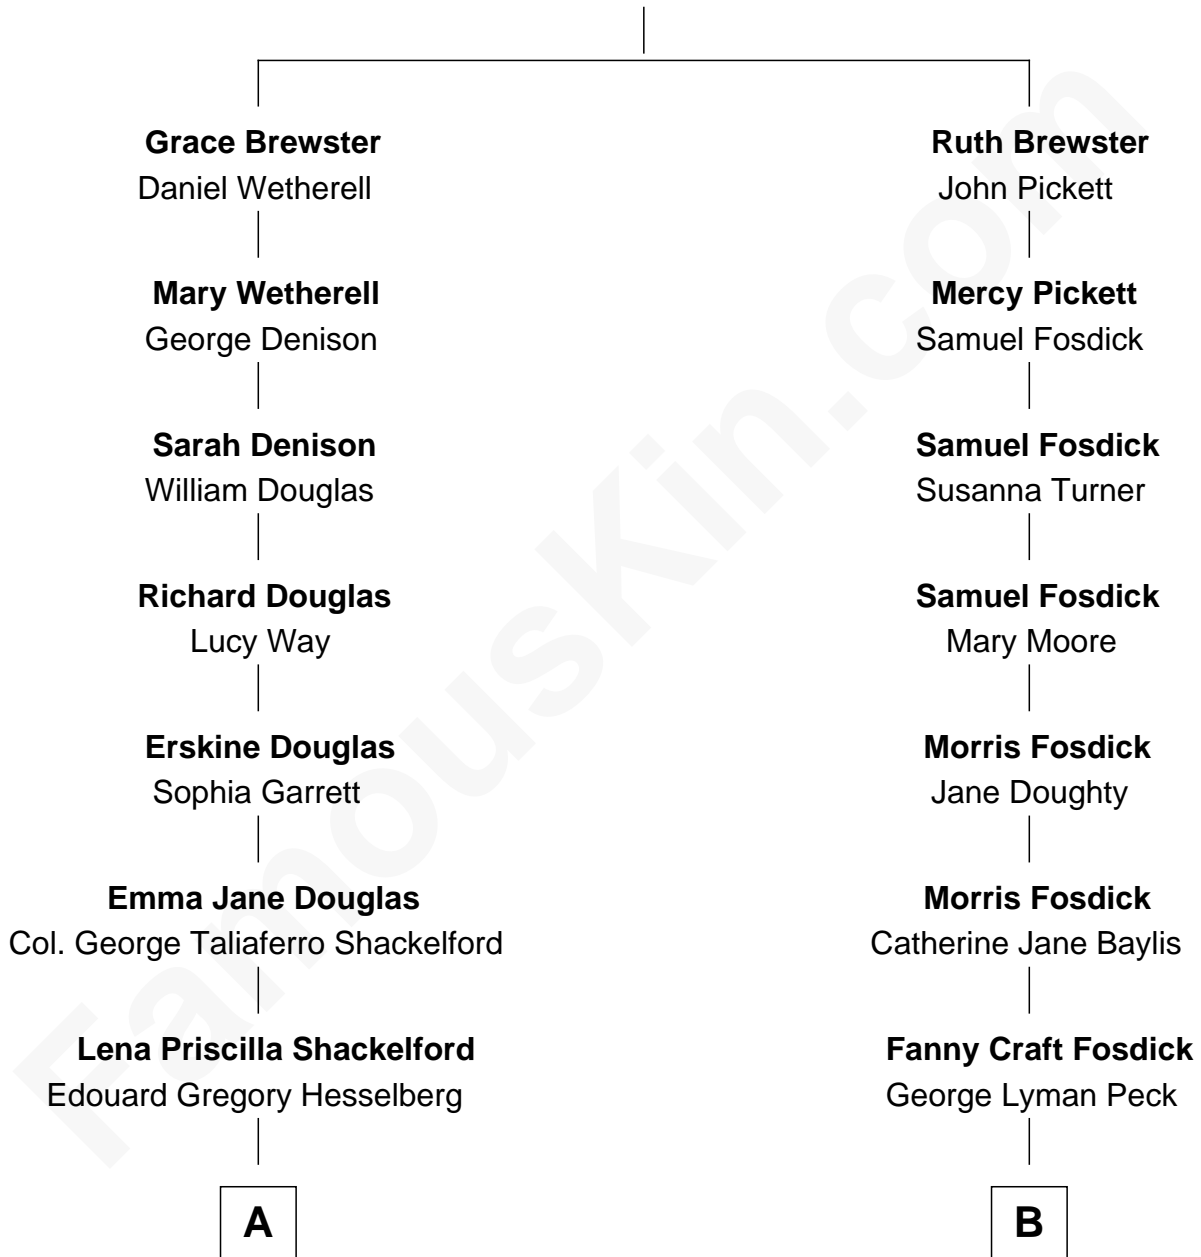 Grace Brewster
Daniel Wetherell
Mary Wetherell
George Denison
Sarah Denison
William Douglas
Richard Douglas
Lucy Way
Erskine Douglas
Sophia Garrett
Emma Jane Douglas
Col. George Taliaferro Shackelford
Lena Priscilla Shackelford
Edouard Gregory Hesselberg
A
Ruth Brewster
John Pickett
Mercy Pickett
Samuel Fosdick
Samuel Fosdick
Susanna Turner
Samuel Fosdick
Mary Moore
Morris Fosdick
Jane Doughty
Morris Fosdick
Catherine Jane Baylis
Fanny Craft Fosdick
George Lyman Peck
B
FamousKin.com